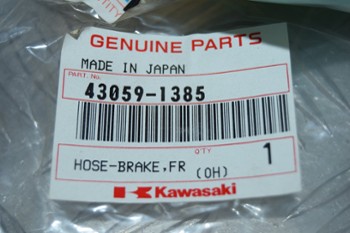 GENUINE PARTS
MADE IN JAPAN
PART No.
43059-1385
HOSE-BRAKE,FR
(OH)
QTY
1
Kawasaki